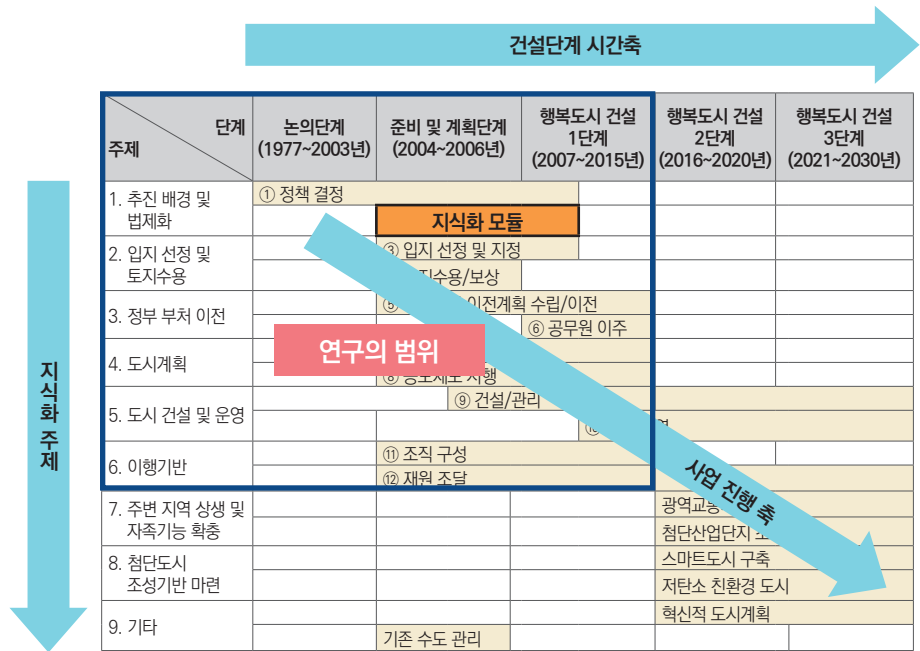 건설단계 시간축
단계
주제
논의단계
(1977~2003년)
준비 및 계획단계
(2004~2006년)
행복도시 건설
1단계
(2007~2015년)
행복도시 건설
2단계
(2016~2020년)
행복도시 건설
3단계
(2021~2030년)
지식화 주제
1. 추진 배경 및
법제화
① 정책 결정
지식화 모듈
2. 입지 선정 및
토지수용
③ 입지 선정 및 지정
지수용/보상
3. 정부 부처 이전
⑤ 이전계획 수립/이전
⑥ 공무원 이주
연구의 범위
4. 도시계획
⑧ 시행
5. 도시 건설 및 운영
⑨ 건설/관리
⑩
6. 이행기반
⑪ 조직 구성
⑫ 재원 조달
사업 진행 축
7. 주변 지역 상생 및
자족기능 확충
광역교통
첨단산업단지
8. 첨단도시
조성기반 마련
스마트도시 구축
저탄소 친환경 도시
9. 기타
혁신적 도시계획
기존 수도 관리